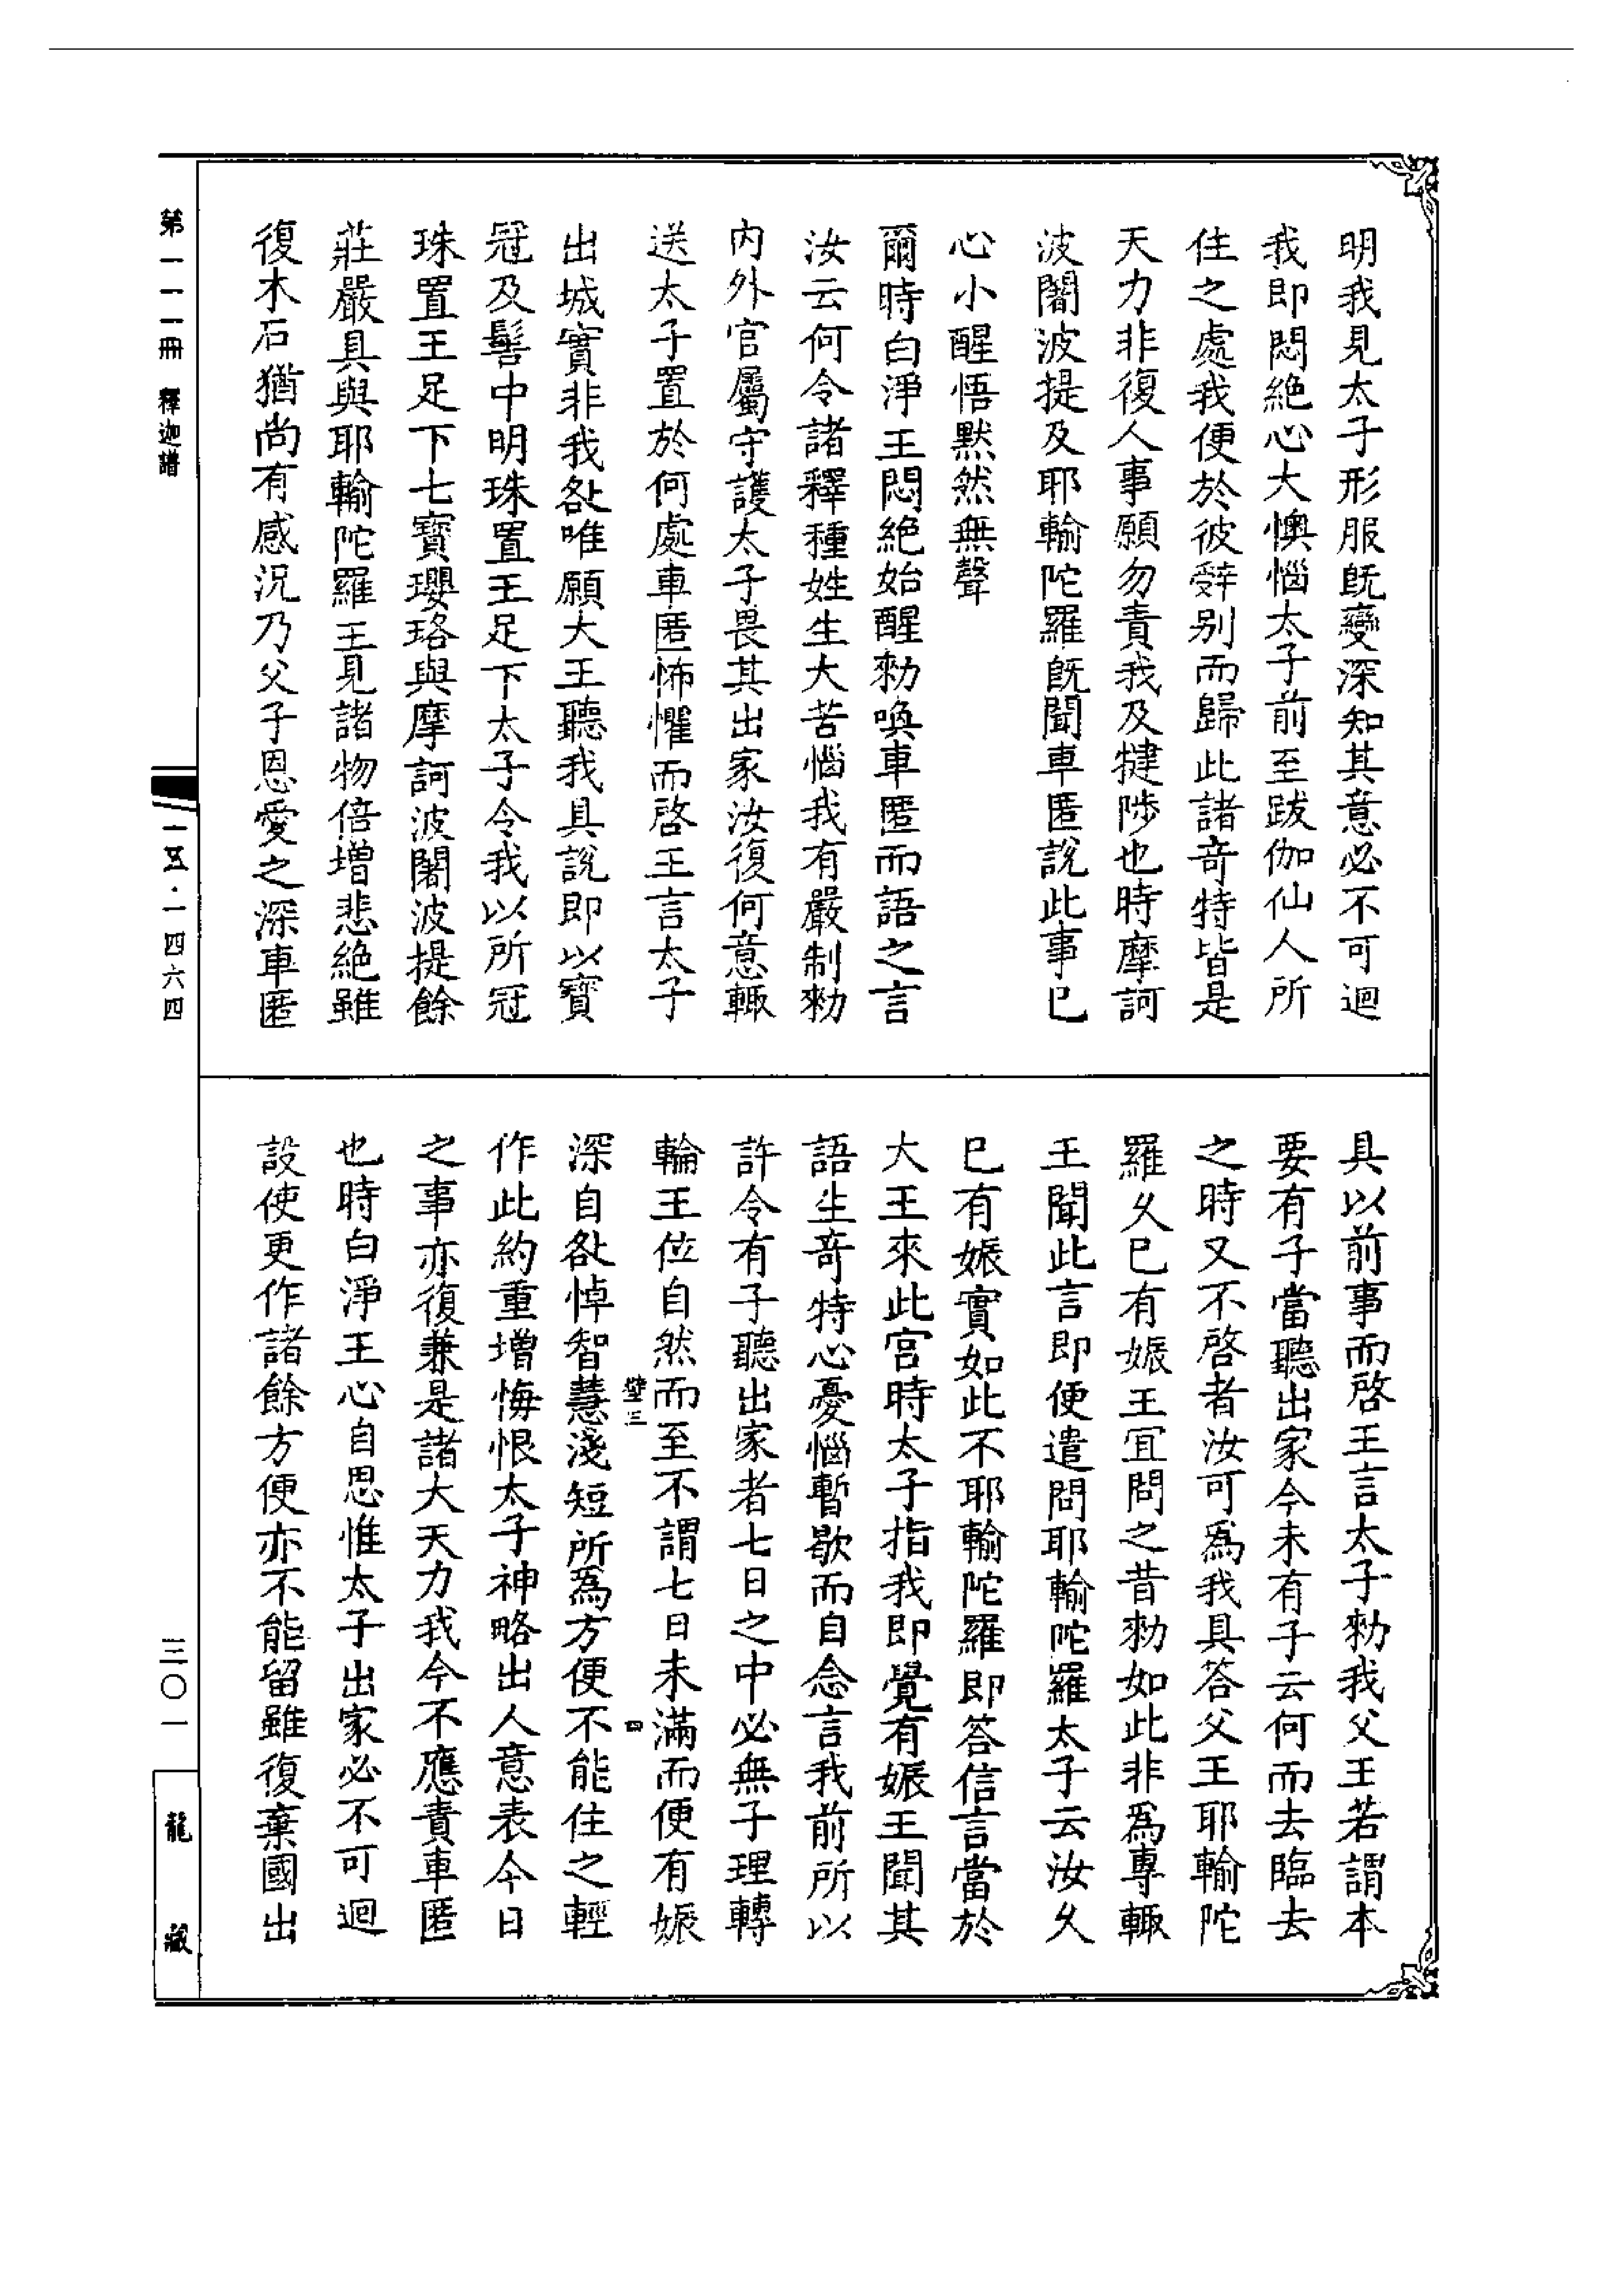 明我見太子形服旣變深知其意必不可迴
我即悶絶心大懊惱太子前至跋伽仙人所
住之處我便於彼辤别而歸此諸竒特皆是
天力非復人事願勿責我及揵陟也時摩訶
波闍波提及耶輸陀羅旣聞車匿說此事已
心小醒悟默然無聲
爾時白淨王悶絶始醒勑喚車匿而語之言
汝云何令諸釋種姓生大苦惱我有嚴制勑
内外官屬守護太子畏其出家汝復何意輙
送太子置於何處車匿怖懼而啓王言太子
出城實非我咎唯願大王聽我具說即以寶
冠及髻中明珠置王足下太子令我以所冠
珠置王足下七寶瓔珞與摩訶波闍波提餘
莊嚴具與耶輸陀羅王見諸物倍增悲絶雖
復木石猶尚有感況乃父子恩愛之深車匿
具以前事而啓王言太子勑我父王若謂本
要有子當聽出家今未有子云何而去臨去
之時又不啓者汝可爲我具答父王耶輸陀
羅久已有娠王宜問之昔勑如此非爲專輙
王聞此言即便遣問耶輸陀羅太子云汝久
已有娠實如此不耶輸陀羅即答信言當於
大王來此宫時太子指我即覺有娠王聞其
語生竒特心憂惱暫歇而自念言我前所以
許令有子聽出家者七日之中必無子理轉
輪王位自然而至不謂七日未滿而便有娠
壁三
四
深自咎悼智慧淺短所爲方便不能住之輕
作此約重增悔恨太子神略出人意表今日
之事亦復兼是諸大天力我今不應責車匿
也時白淨王心自思惟太子出家必不可迴
設使更作諸餘方便亦不能留雖復棄國出
第一一一冊 釋迦譜
一五·一四六四
三〇一
龍藏